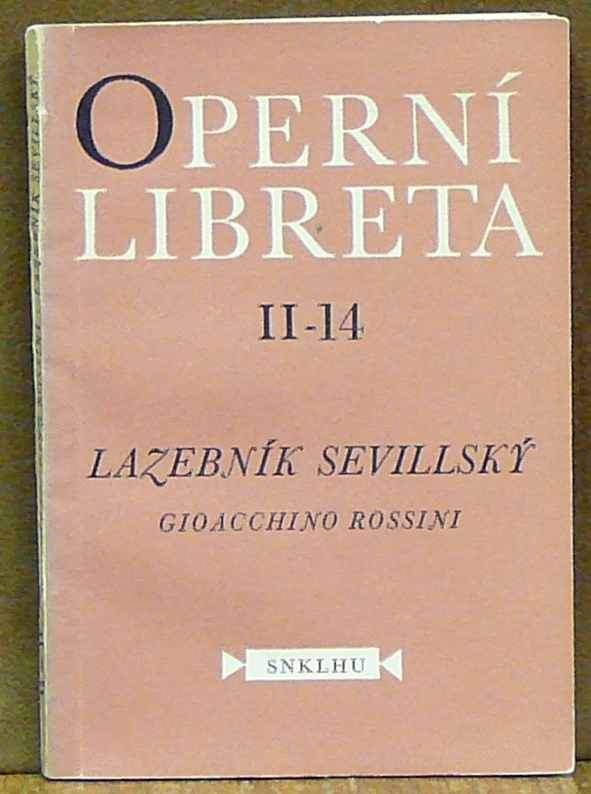 OPERNÍ
LIBRETA
II-14
LAZEBNÍK SEVILLSKÝ
GIOACCHINO ROSSINI
SNKLHU